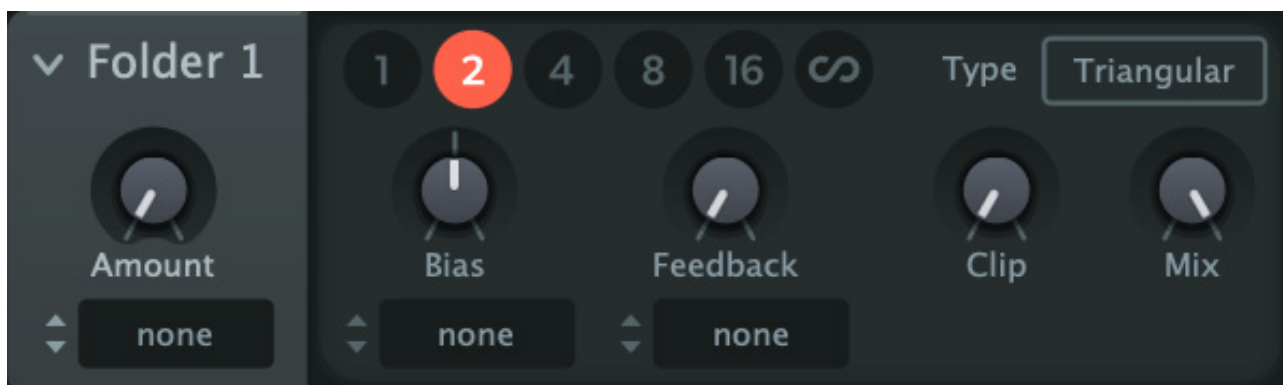 Folder 1
1 2 4 8 16 ∞
Type Triangular
Amount Bias Feedback Clip Mix
none none none